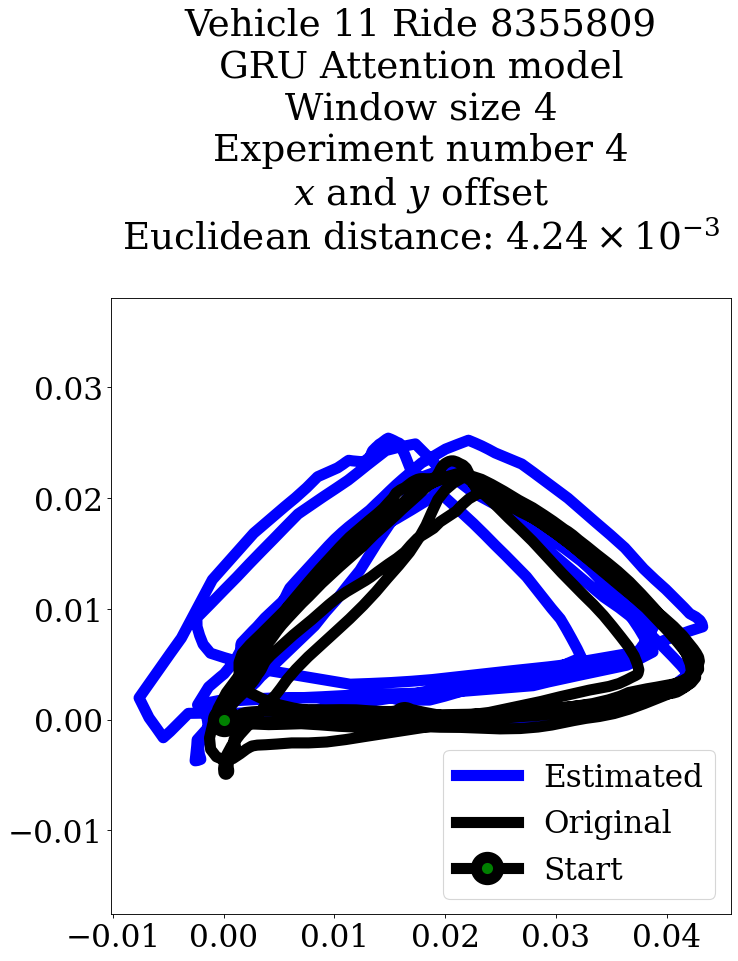 Vehicle 11 Ride 8355809
GRU Attention model
Window size 4
Experiment number 4
x and y offset
Euclidean distance: 4.24 × 10⁻³
0.03
0.02
0.01
0.00
−0.01
Estimated
Original
Start
−0.01 0.00 0.01 0.02 0.03 0.04